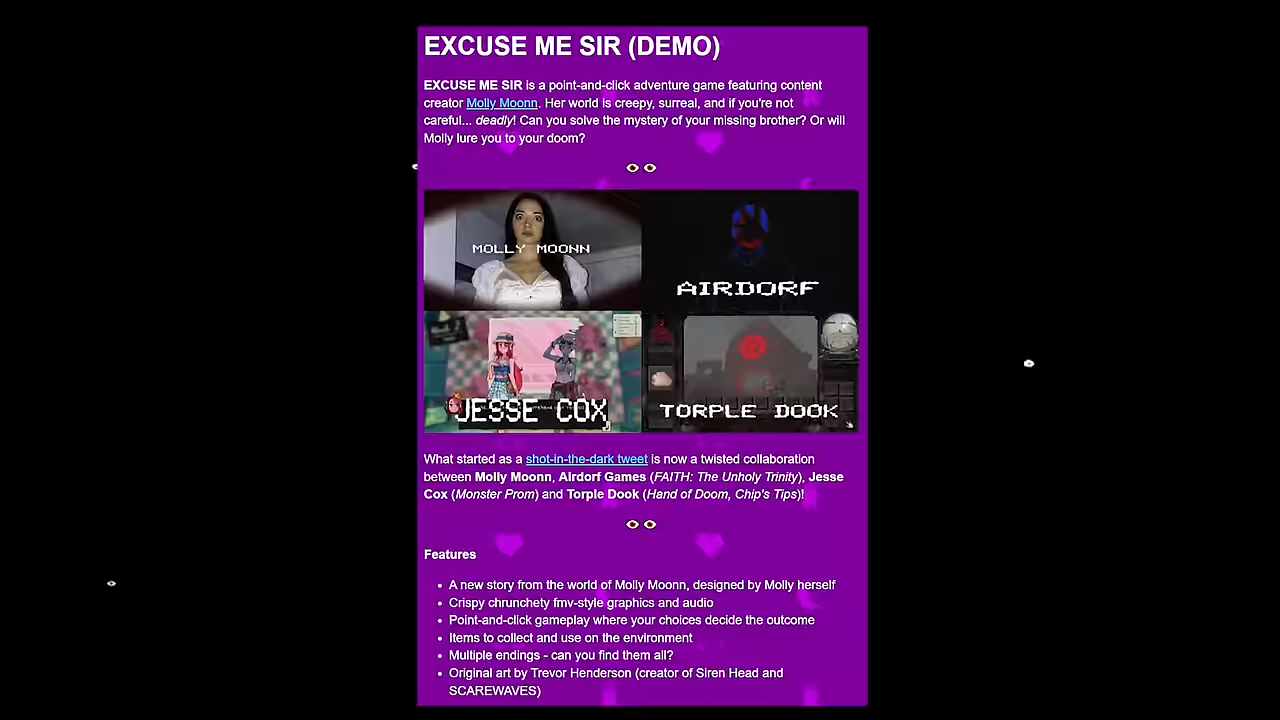 EXCUSE ME SIR (DEMO)
EXCUSE ME SIR is a point-and-click adventure game featuring content
creator Molly Moonn. Her world is creepy, surreal, and if you're not
careful... deadly! Can you solve the mystery of your missing brother? Or will
Molly lure you to your doom?
MOLLY MOONN
AIRDORF
JESSE COX
TORPLE DOOK
What started as a shot-in-the-dark tweet is now a twisted collaboration
between Molly Moonn, Airdorf Games (FAITH: The Unholy Trinity), Jesse
Cox (Monster Prom) and Torple Dook (Hand of Doom, Chip's Tips)!
Features
• A new story from the world of Molly Moonn, designed by Molly herself
• Crispy chrunchety fmv-style graphics and audio
• Point-and-click gameplay where your choices decide the outcome
• Items to collect and use on the environment
• Multiple endings - can you find them all?
• Original art by Trevor Henderson (creator of Siren Head and
SCAREWAVES)